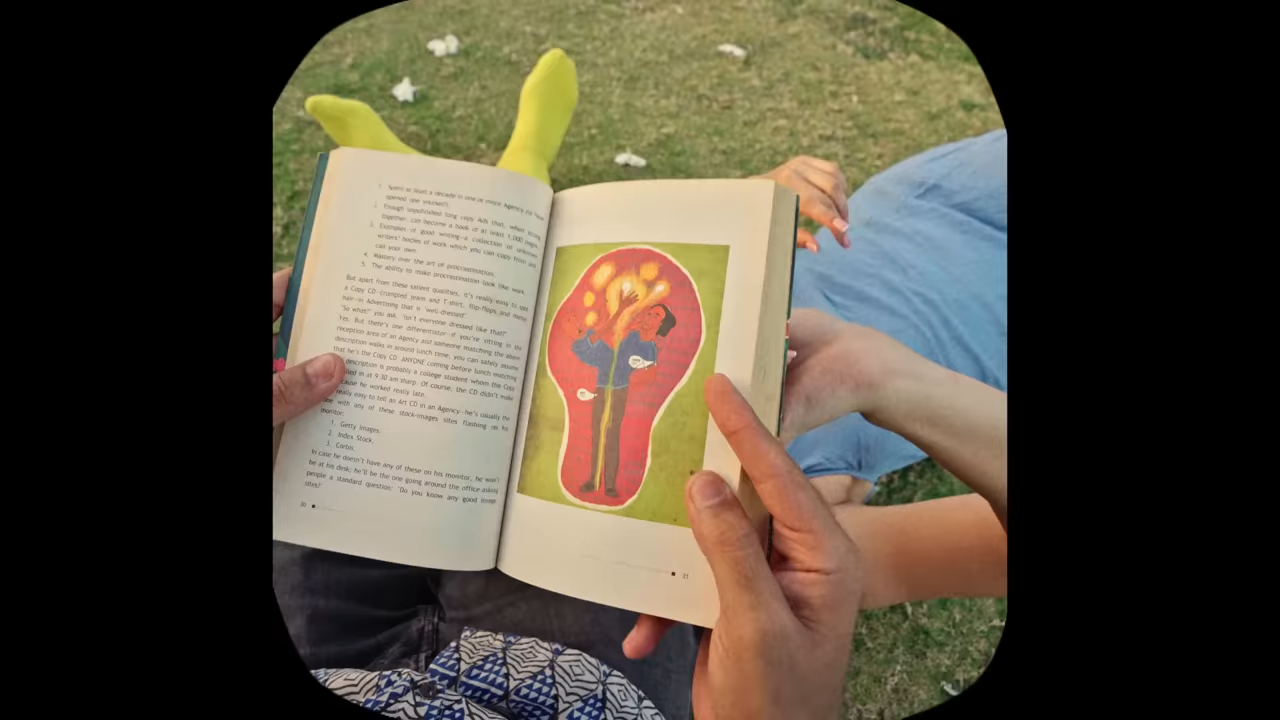 1. Spent at least a decade in one or more Agency (or have
opened one yourself).
2. Enough unpublished long copy Ads that, when strung
together, can become a book of at least 1,000 pages.
3. Examples of good writing—a collection of unknown
writers' bodies of work which you can copy from and
call your own.
4. Mastery over the art of procrastination.
5. The ability to make procrastination look like work.
But apart from these salient qualities, it's really easy to spot
a Copy CD—crumpled jeans and T-shirt, flip-flops and messy
hair—in Advertising that is 'well-dressed'.
'So what?' you ask. 'Isn't everyone dressed like that?'
Yes. But there's one differentiator—if you're sitting in the
reception area of an Agency and someone matching the above
description walks in around lunch time, you can safely assume
that he's the Copy CD. ANYONE coming before lunch matching
description is probably a college student whom the Copy
led in at 9.30 am sharp. Of course, the CD didn't make
cause he worked really late.
really easy to tell an Art CD in an Agency—he's usually the
one with any of these stock-images sites flashing on his
monitor:
1. Getty Images.
2. Index Stock.
3. Corbis.
In case he doesn't have any of these on his monitor, he won't
be at his desk; he'll be the one going around the office asking
people a standard question: 'Do you know any good image
sites?'
30
31